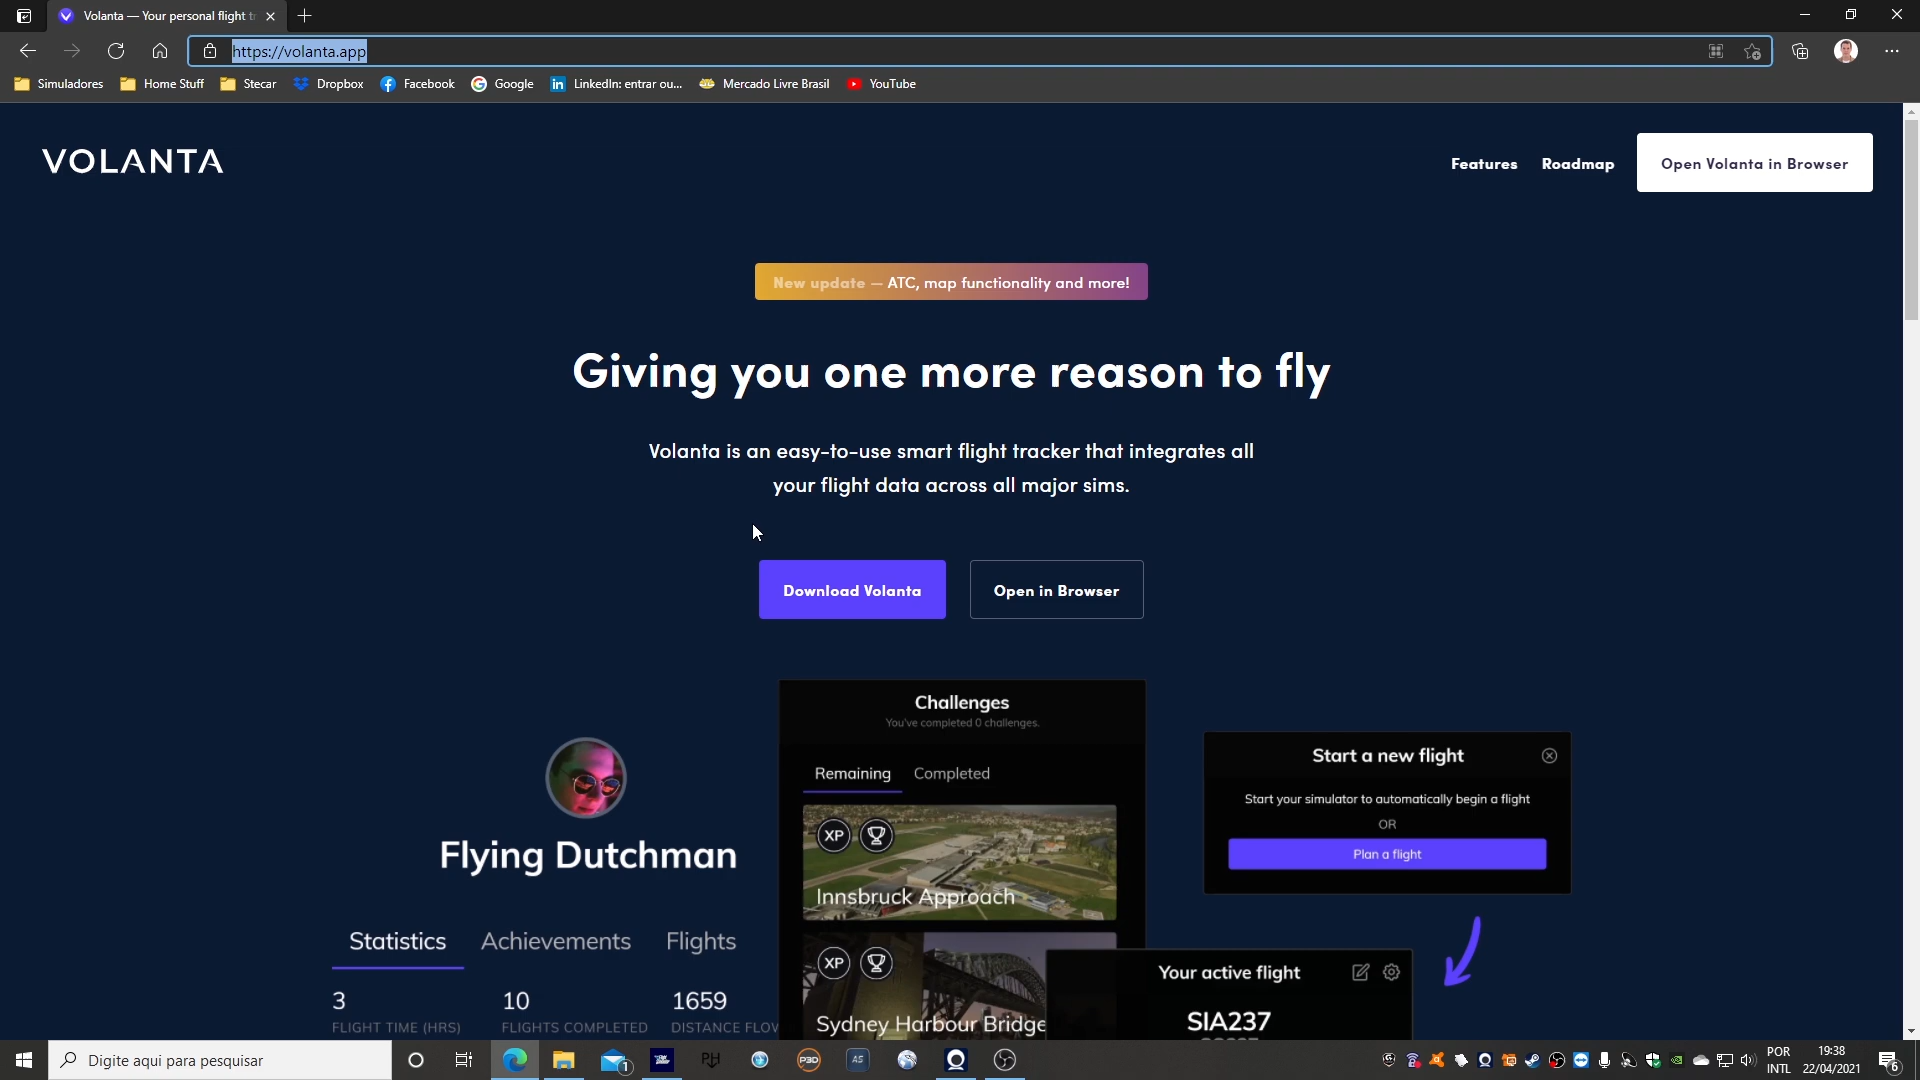 Volanta — Your personal flight t
https://volanta.app
Simuladores
Home Stuff
Stecar
Dropbox
Facebook
Google
LinkedIn: entrar ou...
Mercado Livre Brasil
YouTube
VOLANTA
Features
Roadmap
Open Volanta in Browser
New update — ATC, map functionality and more!
Giving you one more reason to fly
Volanta is an easy-to-use smart flight tracker that integrates all
your flight data across all major sims.
Download Volanta
Open in Browser
Flying Dutchman
Statistics
Achievements
Flights
3
10
1659
FLIGHT TIME (HRS)
FLIGHTS COMPLETED
DISTANCE FLOW
Challenges
You've completed 0 challenges.
Remaining
Completed
XP
Innsbruck Approach
XP
Sydney Harbour Bridge
Start a new flight
Start your simulator to automatically begin a flight
OR
Plan a flight
Your active flight
SIA237
Digite aqui para pesquisar
1
P3D
AS
POR
INTL
19:38
22/04/2021
6